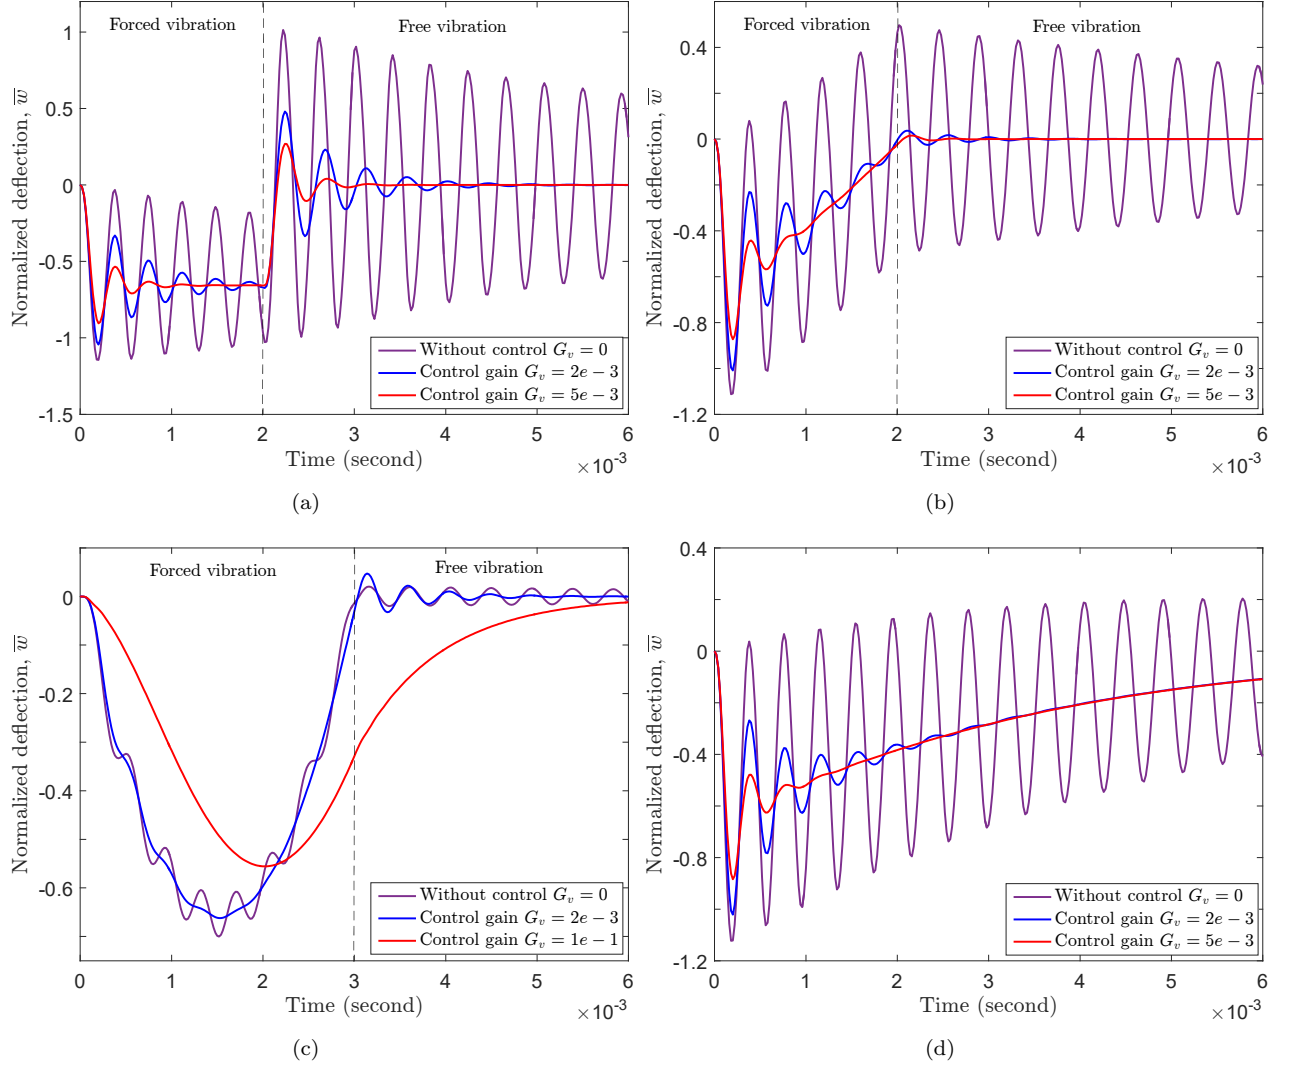 Forced vibration
Free vibration
Normalized deflection, w̅
1
0.5
0
-0.5
-1
-1.5
0
1
2
3
4
5
6
×10-3
Time (second)
Without control Gv = 0
Control gain Gv = 2e − 3
Control gain Gv = 5e − 3
(a)
Forced vibration
Free vibration
Normalized deflection, w̅
0.4
0
-0.4
-0.8
-1.2
0
1
2
3
4
5
6
×10-3
Time (second)
Without control Gv = 0
Control gain Gv = 2e − 3
Control gain Gv = 5e − 3
(b)
Forced vibration
Free vibration
Normalized deflection, w̅
0
-0.2
-0.4
-0.6
0
1
2
3
4
5
6
×10-3
Time (second)
Without control Gv = 0
Control gain Gv = 2e − 3
Control gain Gv = 1e − 1
(c)
Normalized deflection, w̅
0.4
0
-0.4
-0.8
-1.2
0
1
2
3
4
5
6
×10-3
Time (second)
Without control Gv = 0
Control gain Gv = 2e − 3
Control gain Gv = 5e − 3
(d)